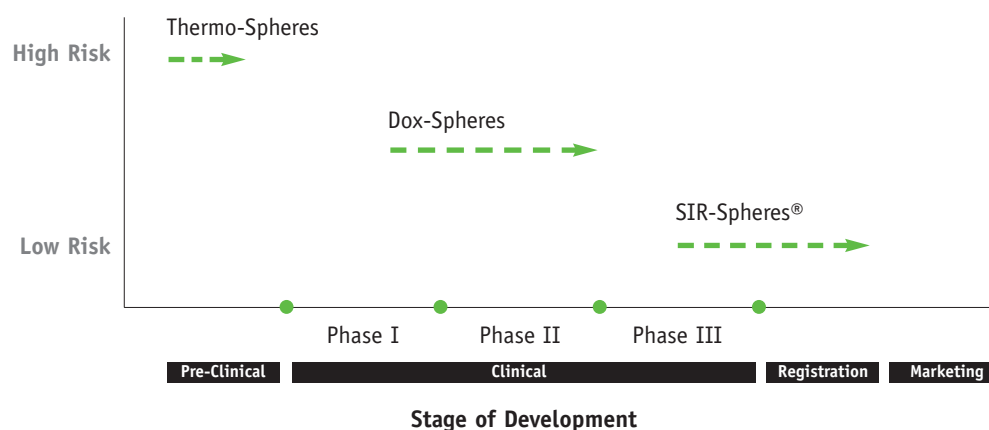 Thermo-Spheres
High Risk
Dox-Spheres
SIR-Spheres®
Low Risk
Phase I Phase II Phase III
Pre-Clinical Clinical Registration Marketing
Stage of Development